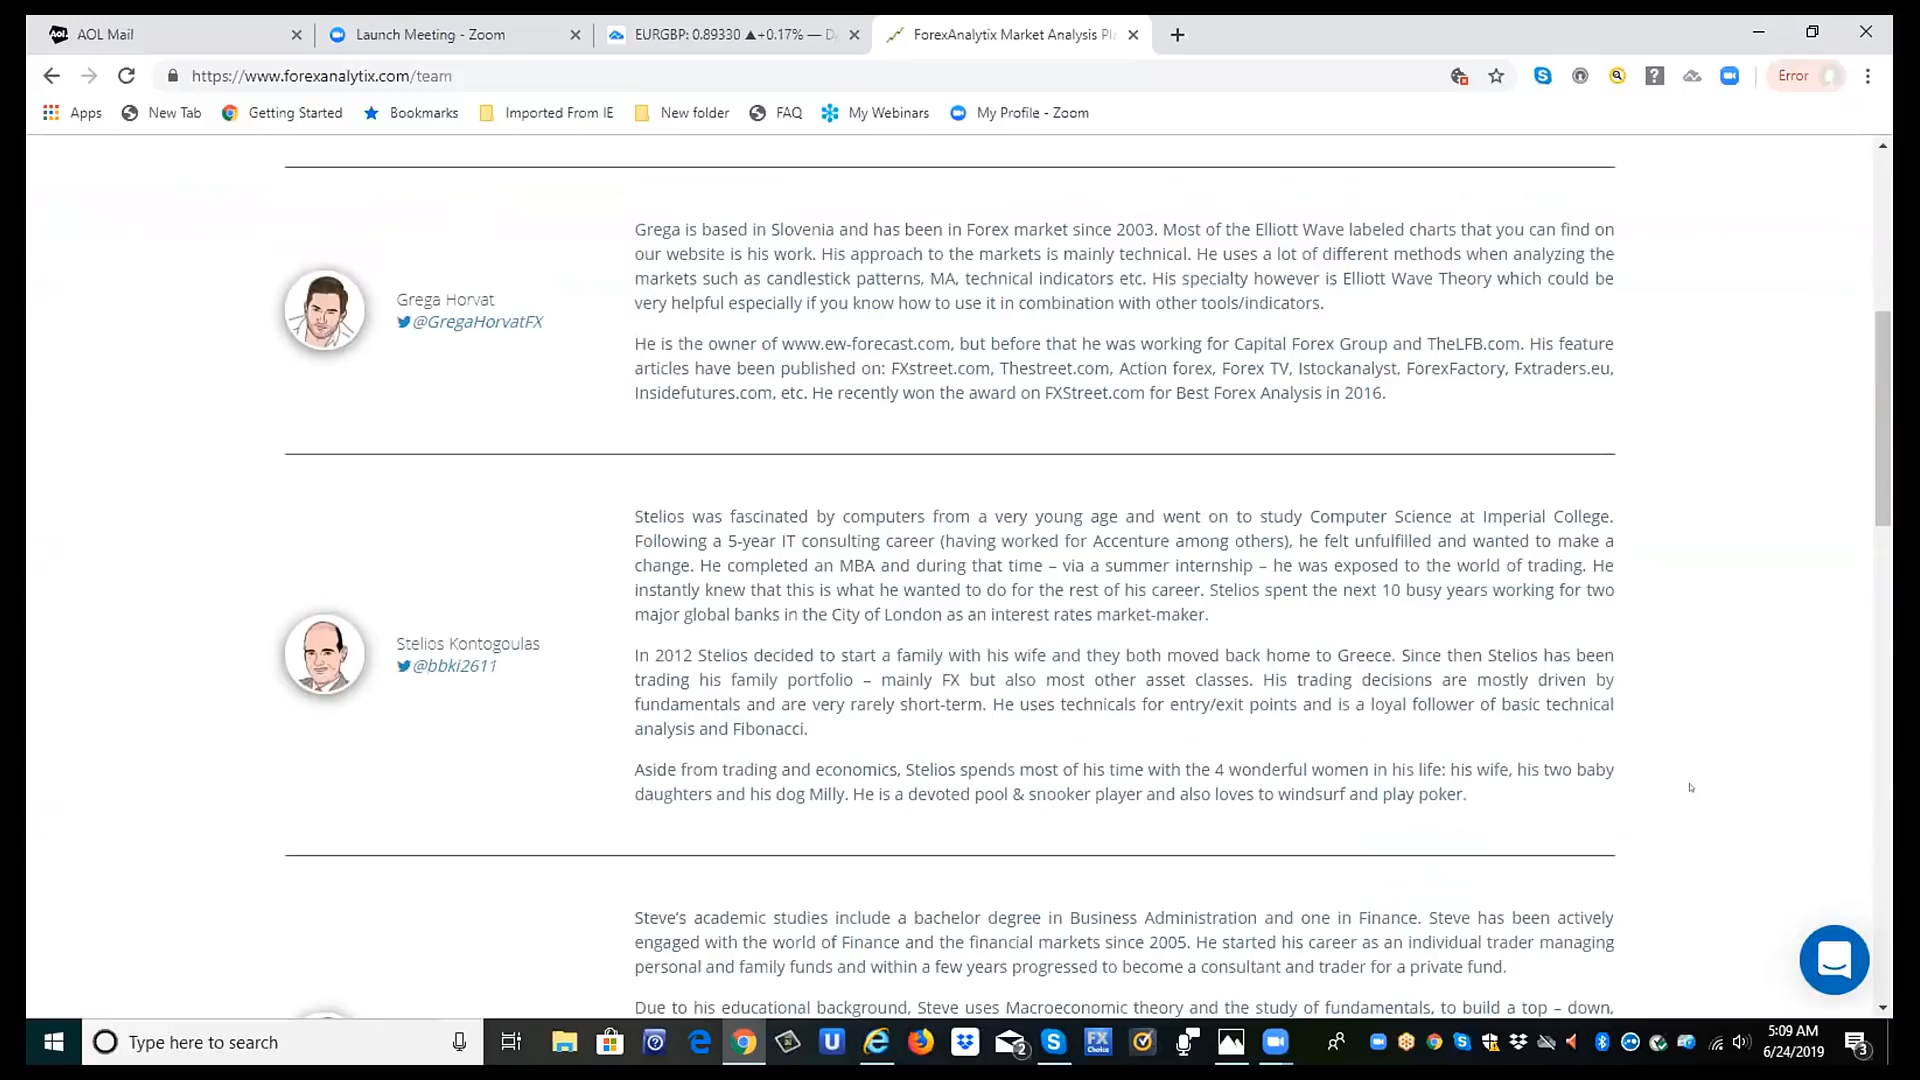 AOL Mail
Launch Meeting - Zoom
EURGBP: 0.89330 ▲+0.17% —
ForexAnalytix Market Analysis Pl
https://www.forexanalytix.com/team
Error
Apps
New Tab
Getting Started
Bookmarks
Imported From IE
New folder
FAQ
My Webinars
My Profile - Zoom
Grega Horvat
@GregaHorvatFX
Grega is based in Slovenia and has been in Forex market since 2003. Most of the Elliott Wave labeled charts that you can find on
our website is his work. His approach to the markets is mainly technical. He uses a lot of different methods when analyzing the
markets such as candlestick patterns, MA, technical indicators etc. His specialty however is Elliott Wave Theory which could be
very helpful especially if you know how to use it in combination with other tools/indicators.
He is the owner of www.ew-forecast.com, but before that he was working for Capital Forex Group and TheLFB.com. His feature
articles have been published on: FXstreet.com, Thestreet.com, Action forex, Forex TV, Istockanalyst, ForexFactory, Fxtraders.eu,
Insidefutures.com, etc. He recently won the award on FXStreet.com for Best Forex Analysis in 2016.
Stelios Kontogoulas
@bbki2611
Stelios was fascinated by computers from a very young age and went on to study Computer Science at Imperial College.
Following a 5-year IT consulting career (having worked for Accenture among others), he felt unfulfilled and wanted to make a
change. He completed an MBA and during that time – via a summer internship – he was exposed to the world of trading. He
instantly knew that this is what he wanted to do for the rest of his career. Stelios spent the next 10 busy years working for two
major global banks in the City of London as an interest rates market-maker.
In 2012 Stelios decided to start a family with his wife and they both moved back home to Greece. Since then Stelios has been
trading his family portfolio – mainly FX but also most other asset classes. His trading decisions are mostly driven by
fundamentals and are very rarely short-term. He uses technicals for entry/exit points and is a loyal follower of basic technical
analysis and Fibonacci.
Aside from trading and economics, Stelios spends most of his time with the 4 wonderful women in his life: his wife, his two baby
daughters and his dog Milly. He is a devoted pool & snooker player and also loves to windsurf and play poker.
Steve's academic studies include a bachelor degree in Business Administration and one in Finance. Steve has been actively
engaged with the world of Finance and the financial markets since 2005. He started his career as an individual trader managing
personal and family funds and within a few years progressed to become a consultant and trader for a private fund.
Due to his educational background, Steve uses Macroeconomic theory and the study of fundamentals, to build a top – down,
Type here to search
2
FX
Choice
5:09 AM
6/24/2019
3